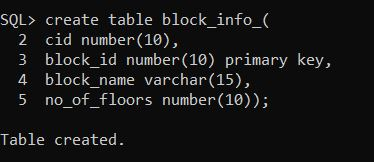 SQL> create table block_info_(
2 cid number(10),
3 block_id number(10) primary key,
4 block_name varchar(15),
5 no_of_floors number(10));
Table created.